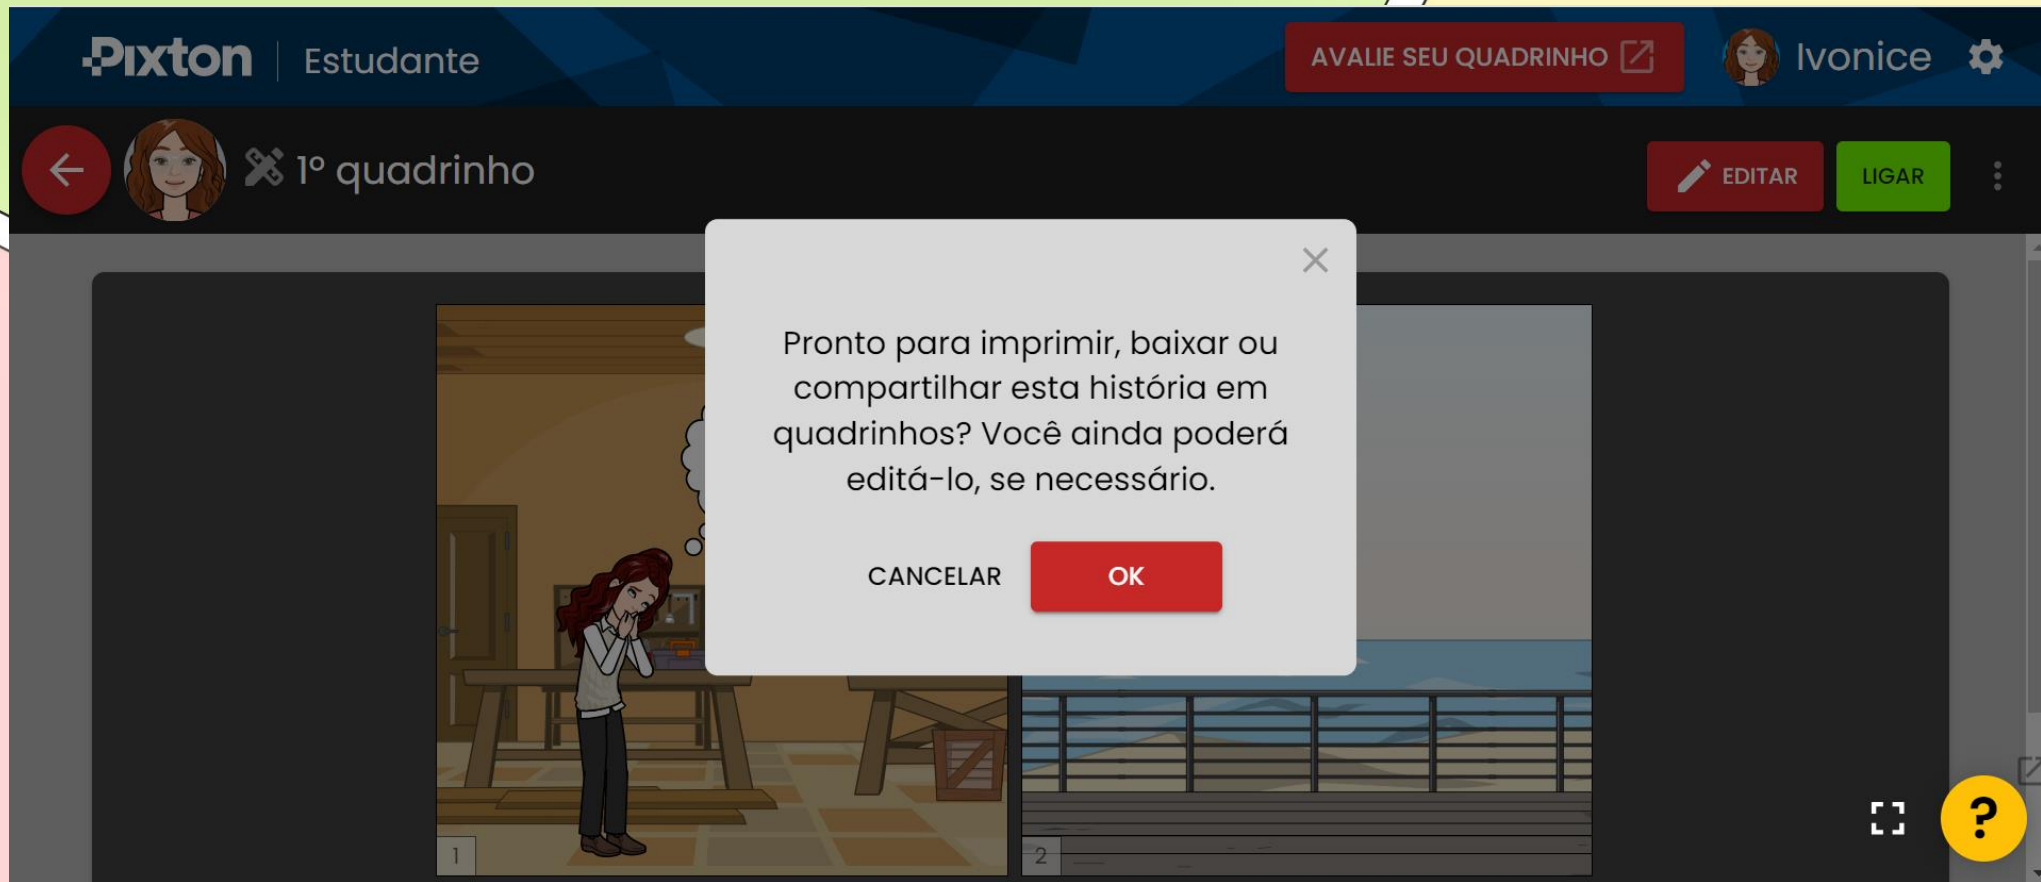 Pixton
Estudante
AVALIE SEU QUADRINHO
Ivonice
1º quadrinho
EDITAR
LIGAR
Pronto para imprimir, baixar ou
compartilhar esta história em
quadrinhos? Você ainda poderá
editá-lo, se necessário.
CANCELAR
OK
1
2
?